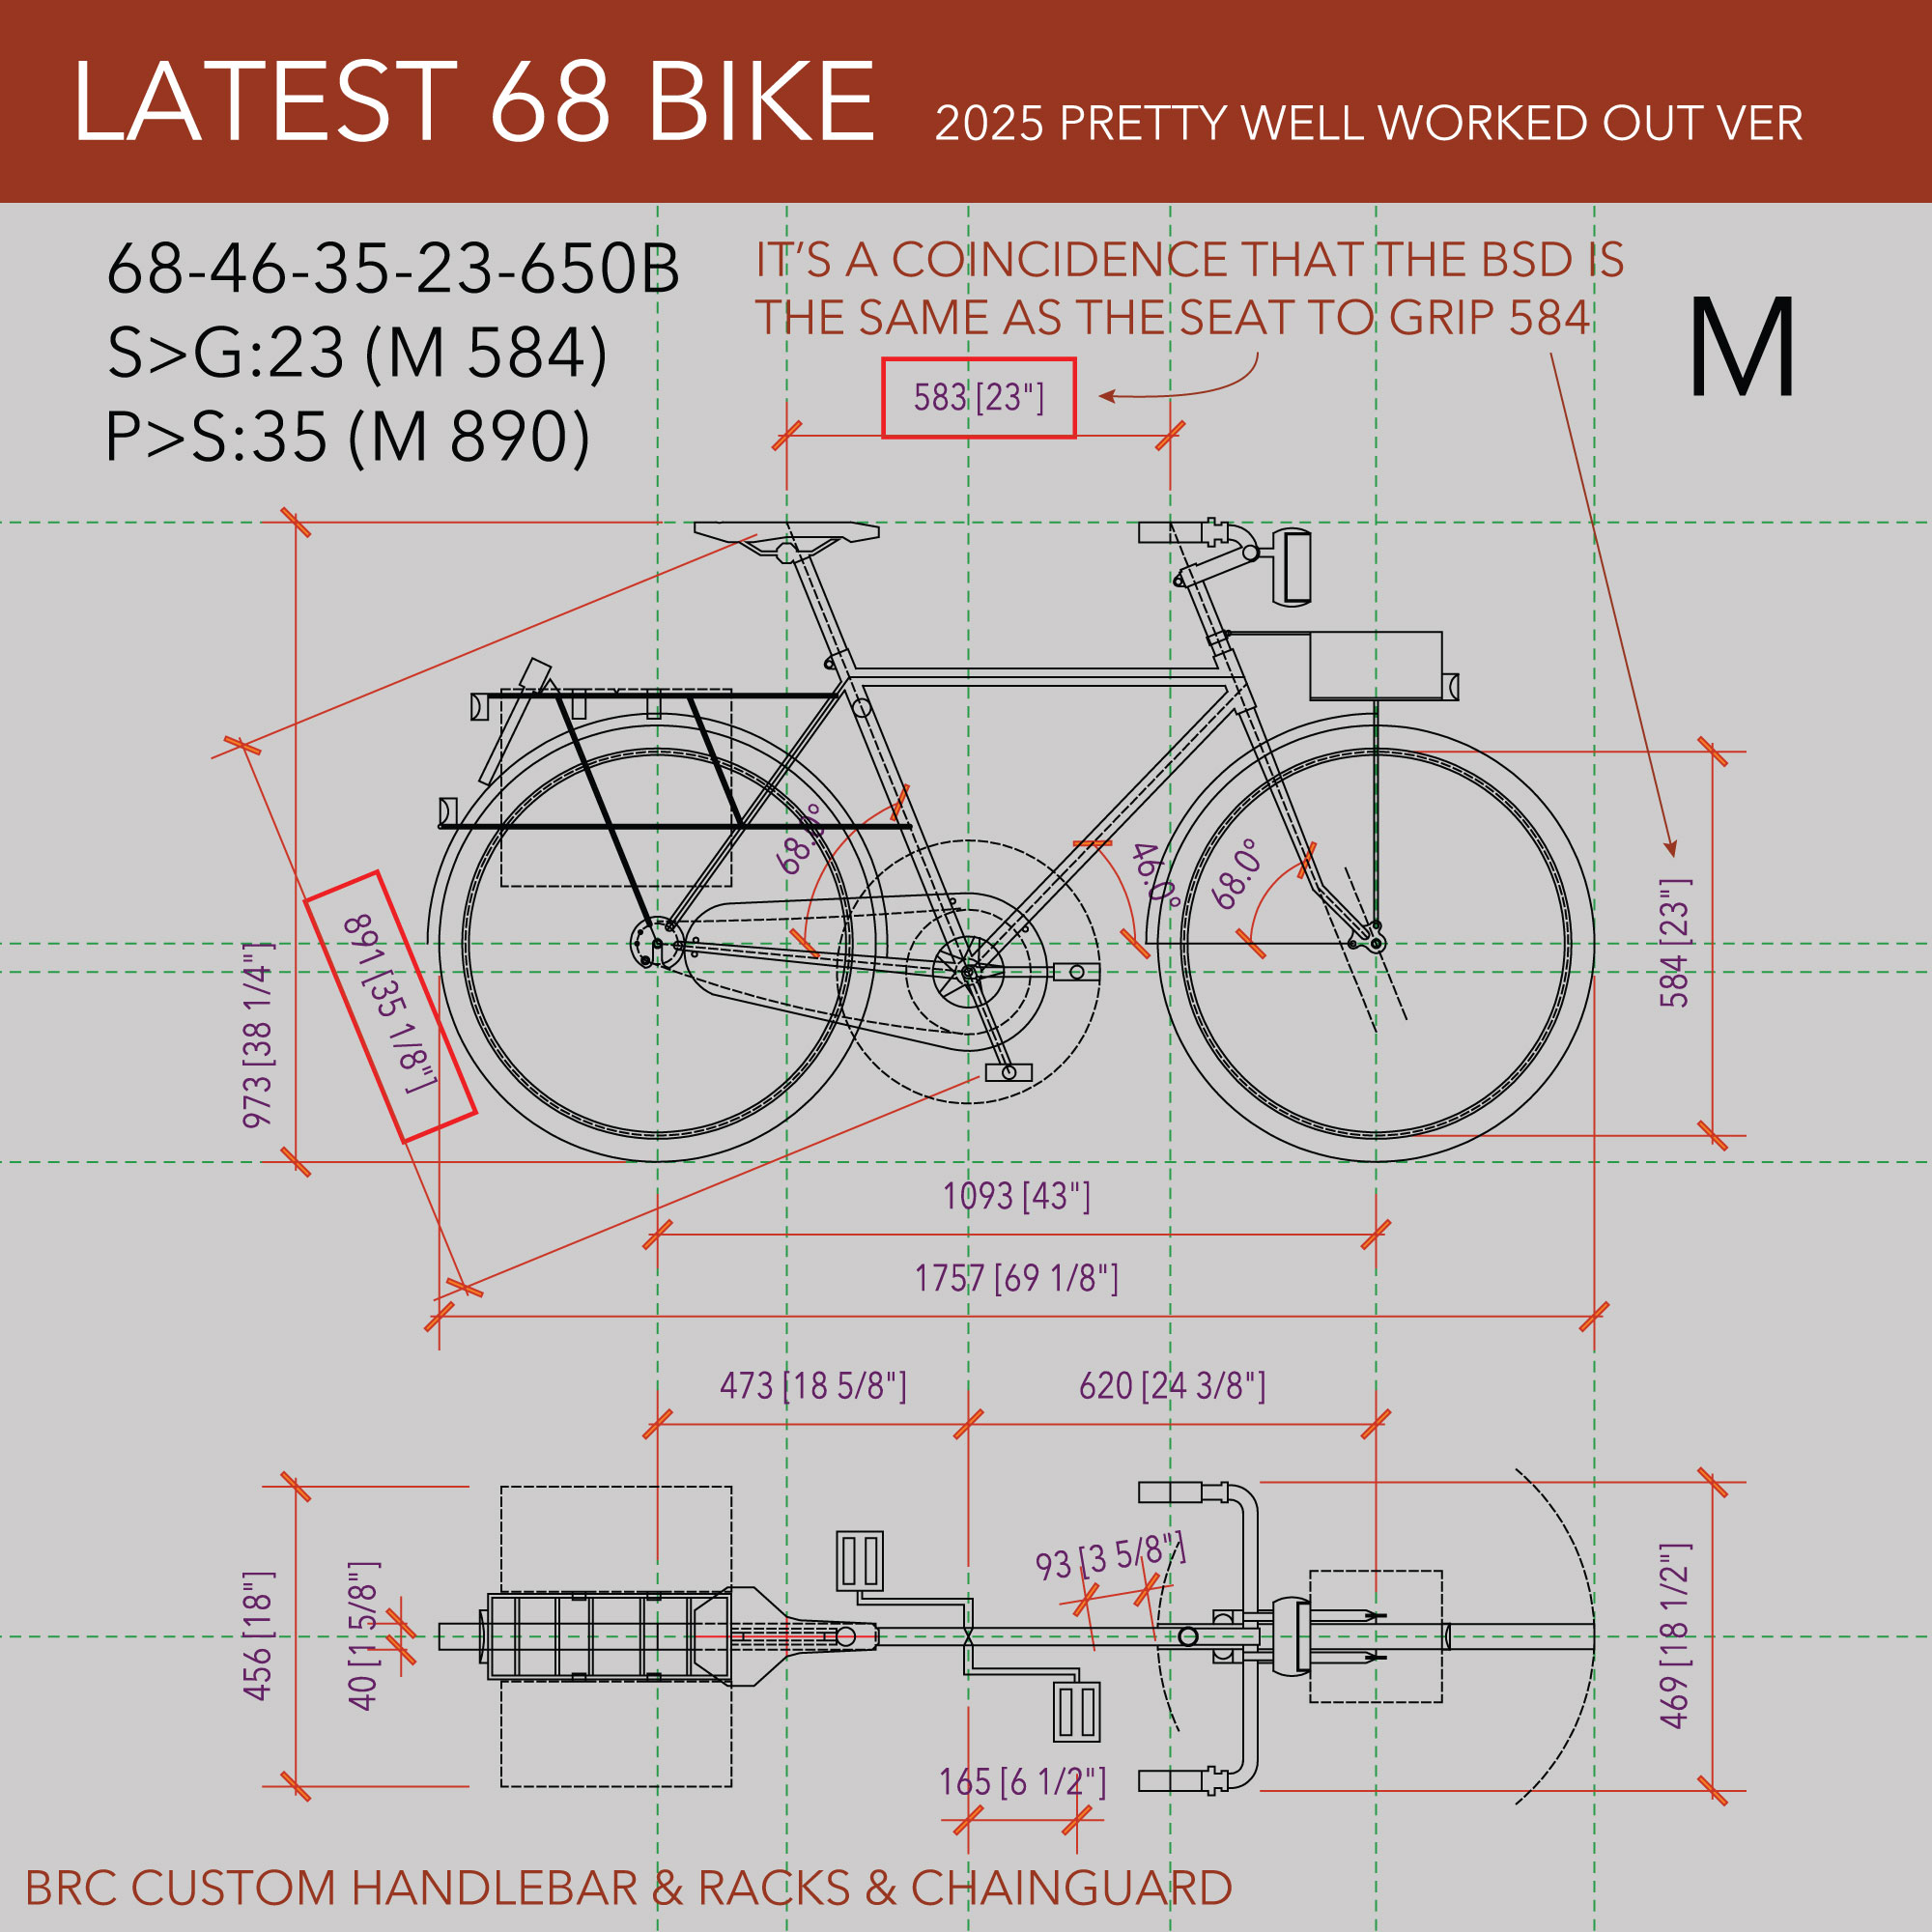 LATEST 68 BIKE 2025 PRETTY WELL WORKED OUT VER
68-46-35-23-650B
S>G:23 (M 584)
P>S:35 (M 890)
IT'S A COINCIDENCE THAT THE BSD IS
THE SAME AS THE SEAT TO GRIP 584
M
583 [23"]
68.0°
46.0°
68.0°
584 [23"]
973 [38 1/4"]
891 [35 1/8"]
1093 [43"]
1757 [69 1/8"]
473 [18 5/8"]
620 [24 3/8"]
456 [18"]
40 [1 5/8"]
93 [3 5/8"]
469 [18 1/2"]
165 [6 1/2"]
BRC CUSTOM HANDLEBAR & RACKS & CHAINGUARD